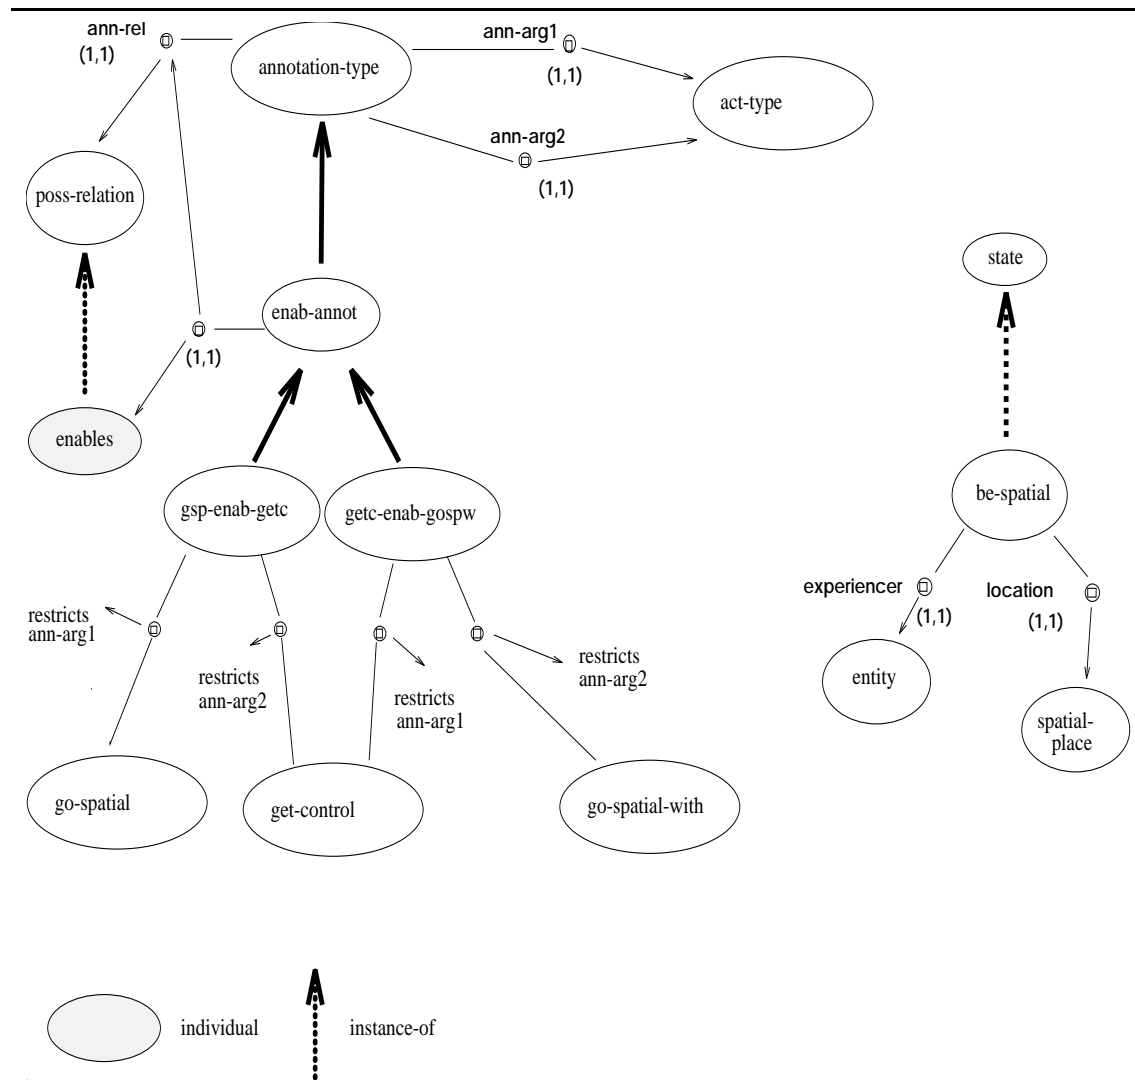 ann-rel
(1,1)
annotation-type
ann-arg1
(1,1)
act-type
ann-arg2
(1,1)
poss-relation
state
enab-annot
(1,1)
enables
be-spatial
gsp-enab-getc
getc-enab-gospw
experiencer
(1,1)
location
(1,1)
restricts
ann-arg1
restricts
ann-arg2
restricts
ann-arg1
restricts
ann-arg2
entity
spatial-
place
go-spatial
get-control
go-spatial-with
individual
instance-of